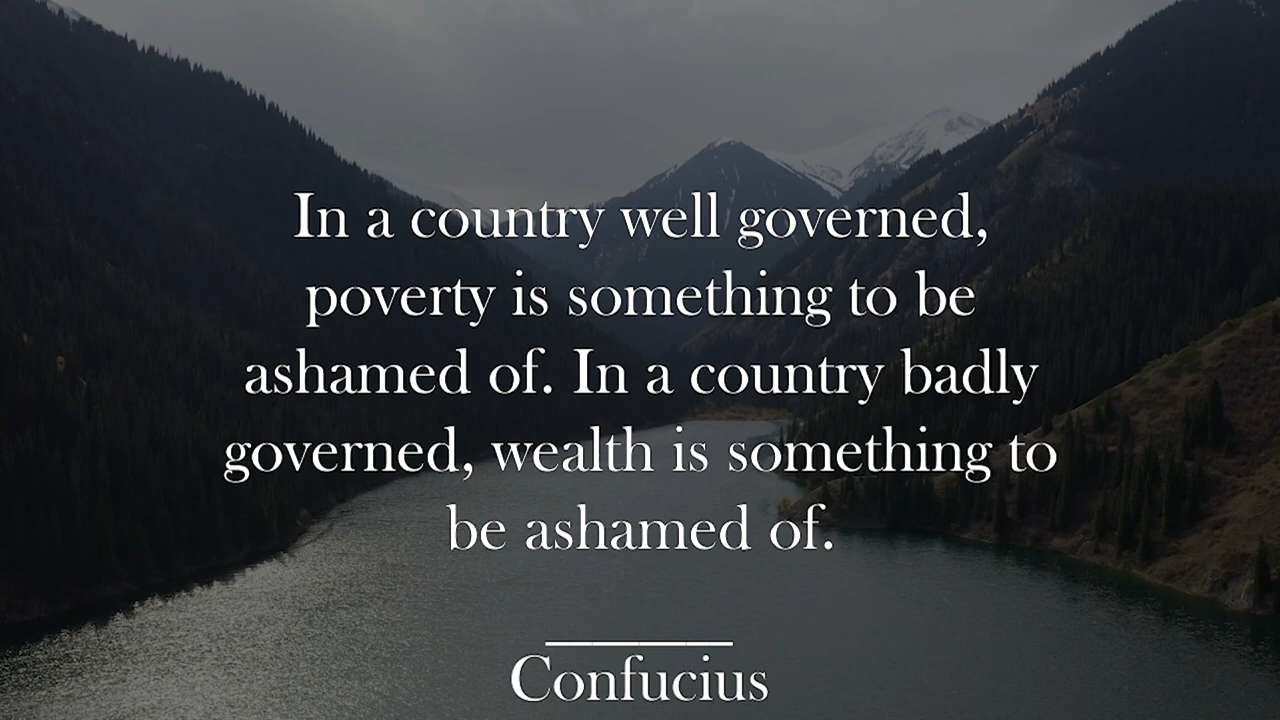 In a country well governed,
poverty is something to be
ashamed of. In a country badly
governed, wealth is something to
be ashamed of.
Confucius